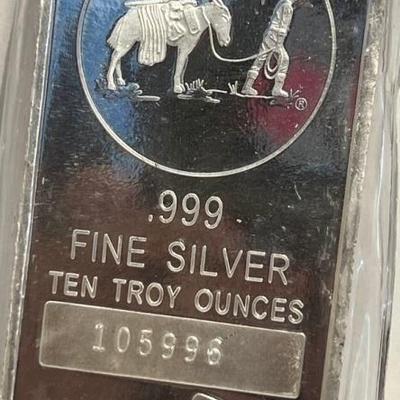 ®
.999
FINE SILVER
TEN TROY OUNCES
105996